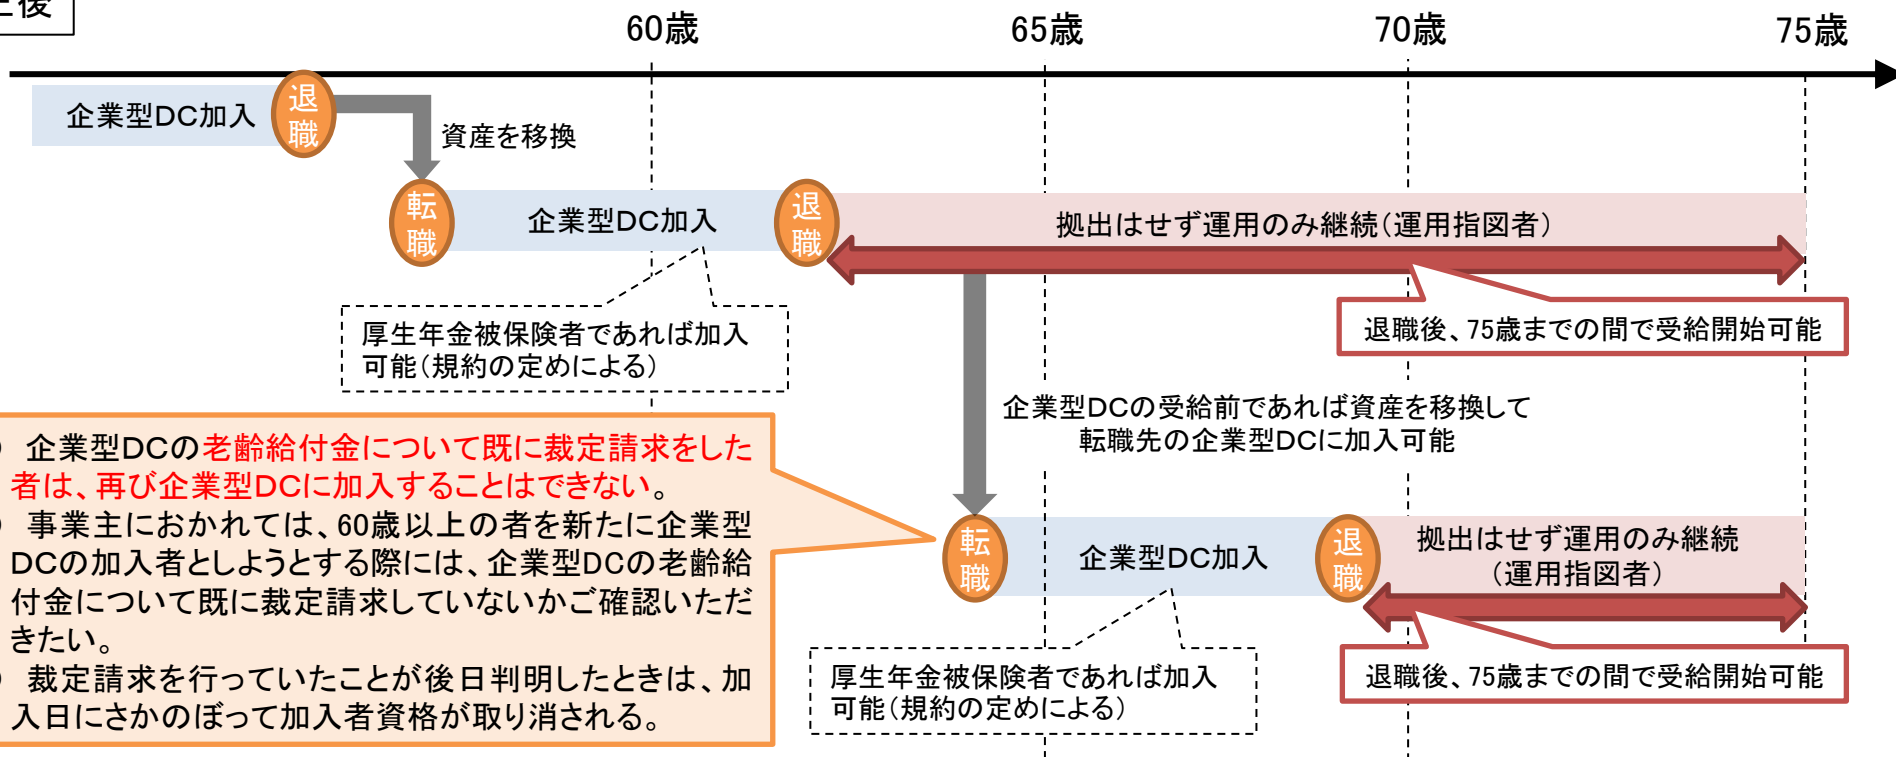 後
60歳
65歳
70歳
75歳
企業型DC加入
退職
資産を移換
転職
企業型DC加入
退職
拠出はせず運用のみ継続(運用指図者)
厚生年金被保険者であれば加入
可能(規約の定めによる)
退職後、75歳までの間で受給開始可能
企業型DCの受給前であれば資産を移換して
転職先の企業型DCに加入可能
企業型DCの老齢給付金について既に裁定請求をした
者は、再び企業型DCに加入することはできない。
事業主におかれては、60歳以上の者を新たに企業型
DCの加入者としようとする際には、企業型DCの老齢給
付金について既に裁定請求していないかご確認いただ
きたい。
裁定請求を行っていたことが後日判明したときは、加
入日にさかのぼって加入者資格が取り消される。
転職
企業型DC加入
退職
拠出はせず運用のみ継続
(運用指図者)
厚生年金被保険者であれば加入
可能(規約の定めによる)
退職後、75歳までの間で受給開始可能